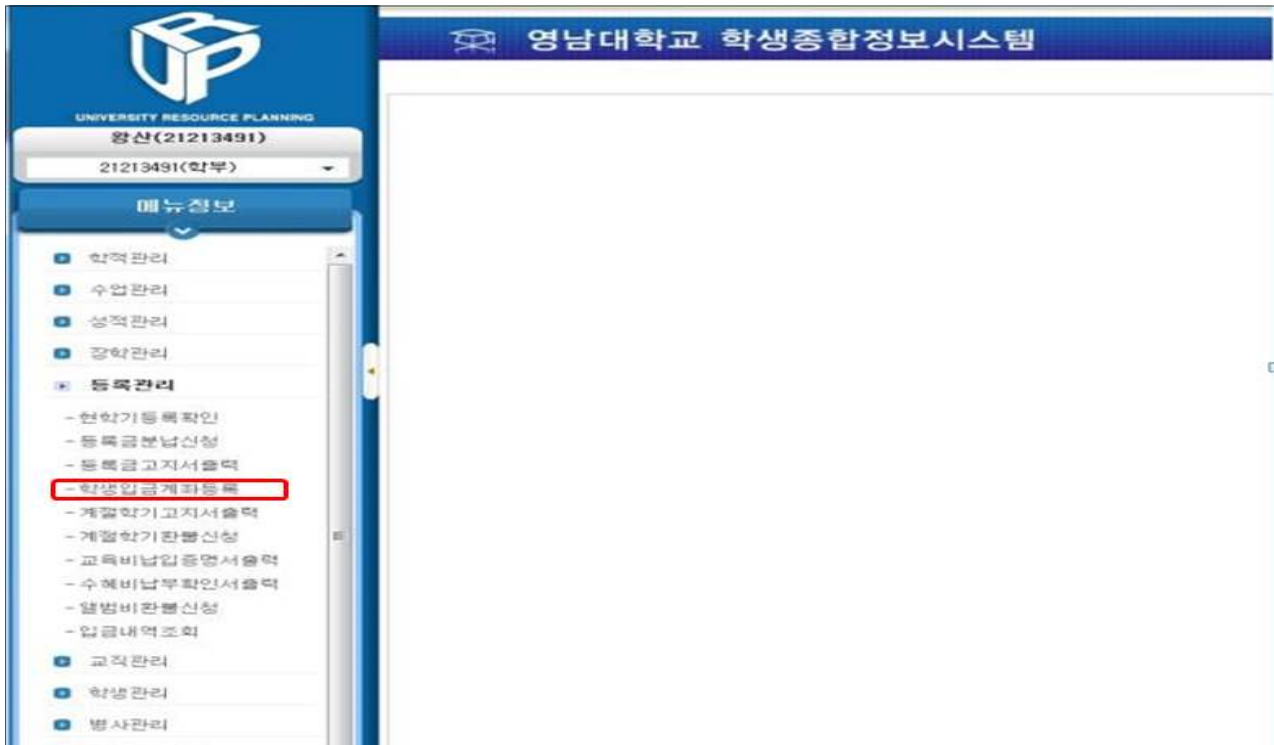 영남대학교 학생종합정보시스템
URP
UNIVERSITY RESOURCE PLANNING
왕산(21213491)
21213491(학부)
메뉴정보
학적관리
수업관리
성적관리
장학관리
등록관리
-현학기등록확인
-등록금분납신청
-등록금고지서출력
-학생입금계좌등록
-계절학기고지서출력
-계절학기환불신청
-교육비납입증명서출력
-수혜비납부확인서출력
-앨범비환불신청
-입금내역조회
교직관리
학생관리
병사관리